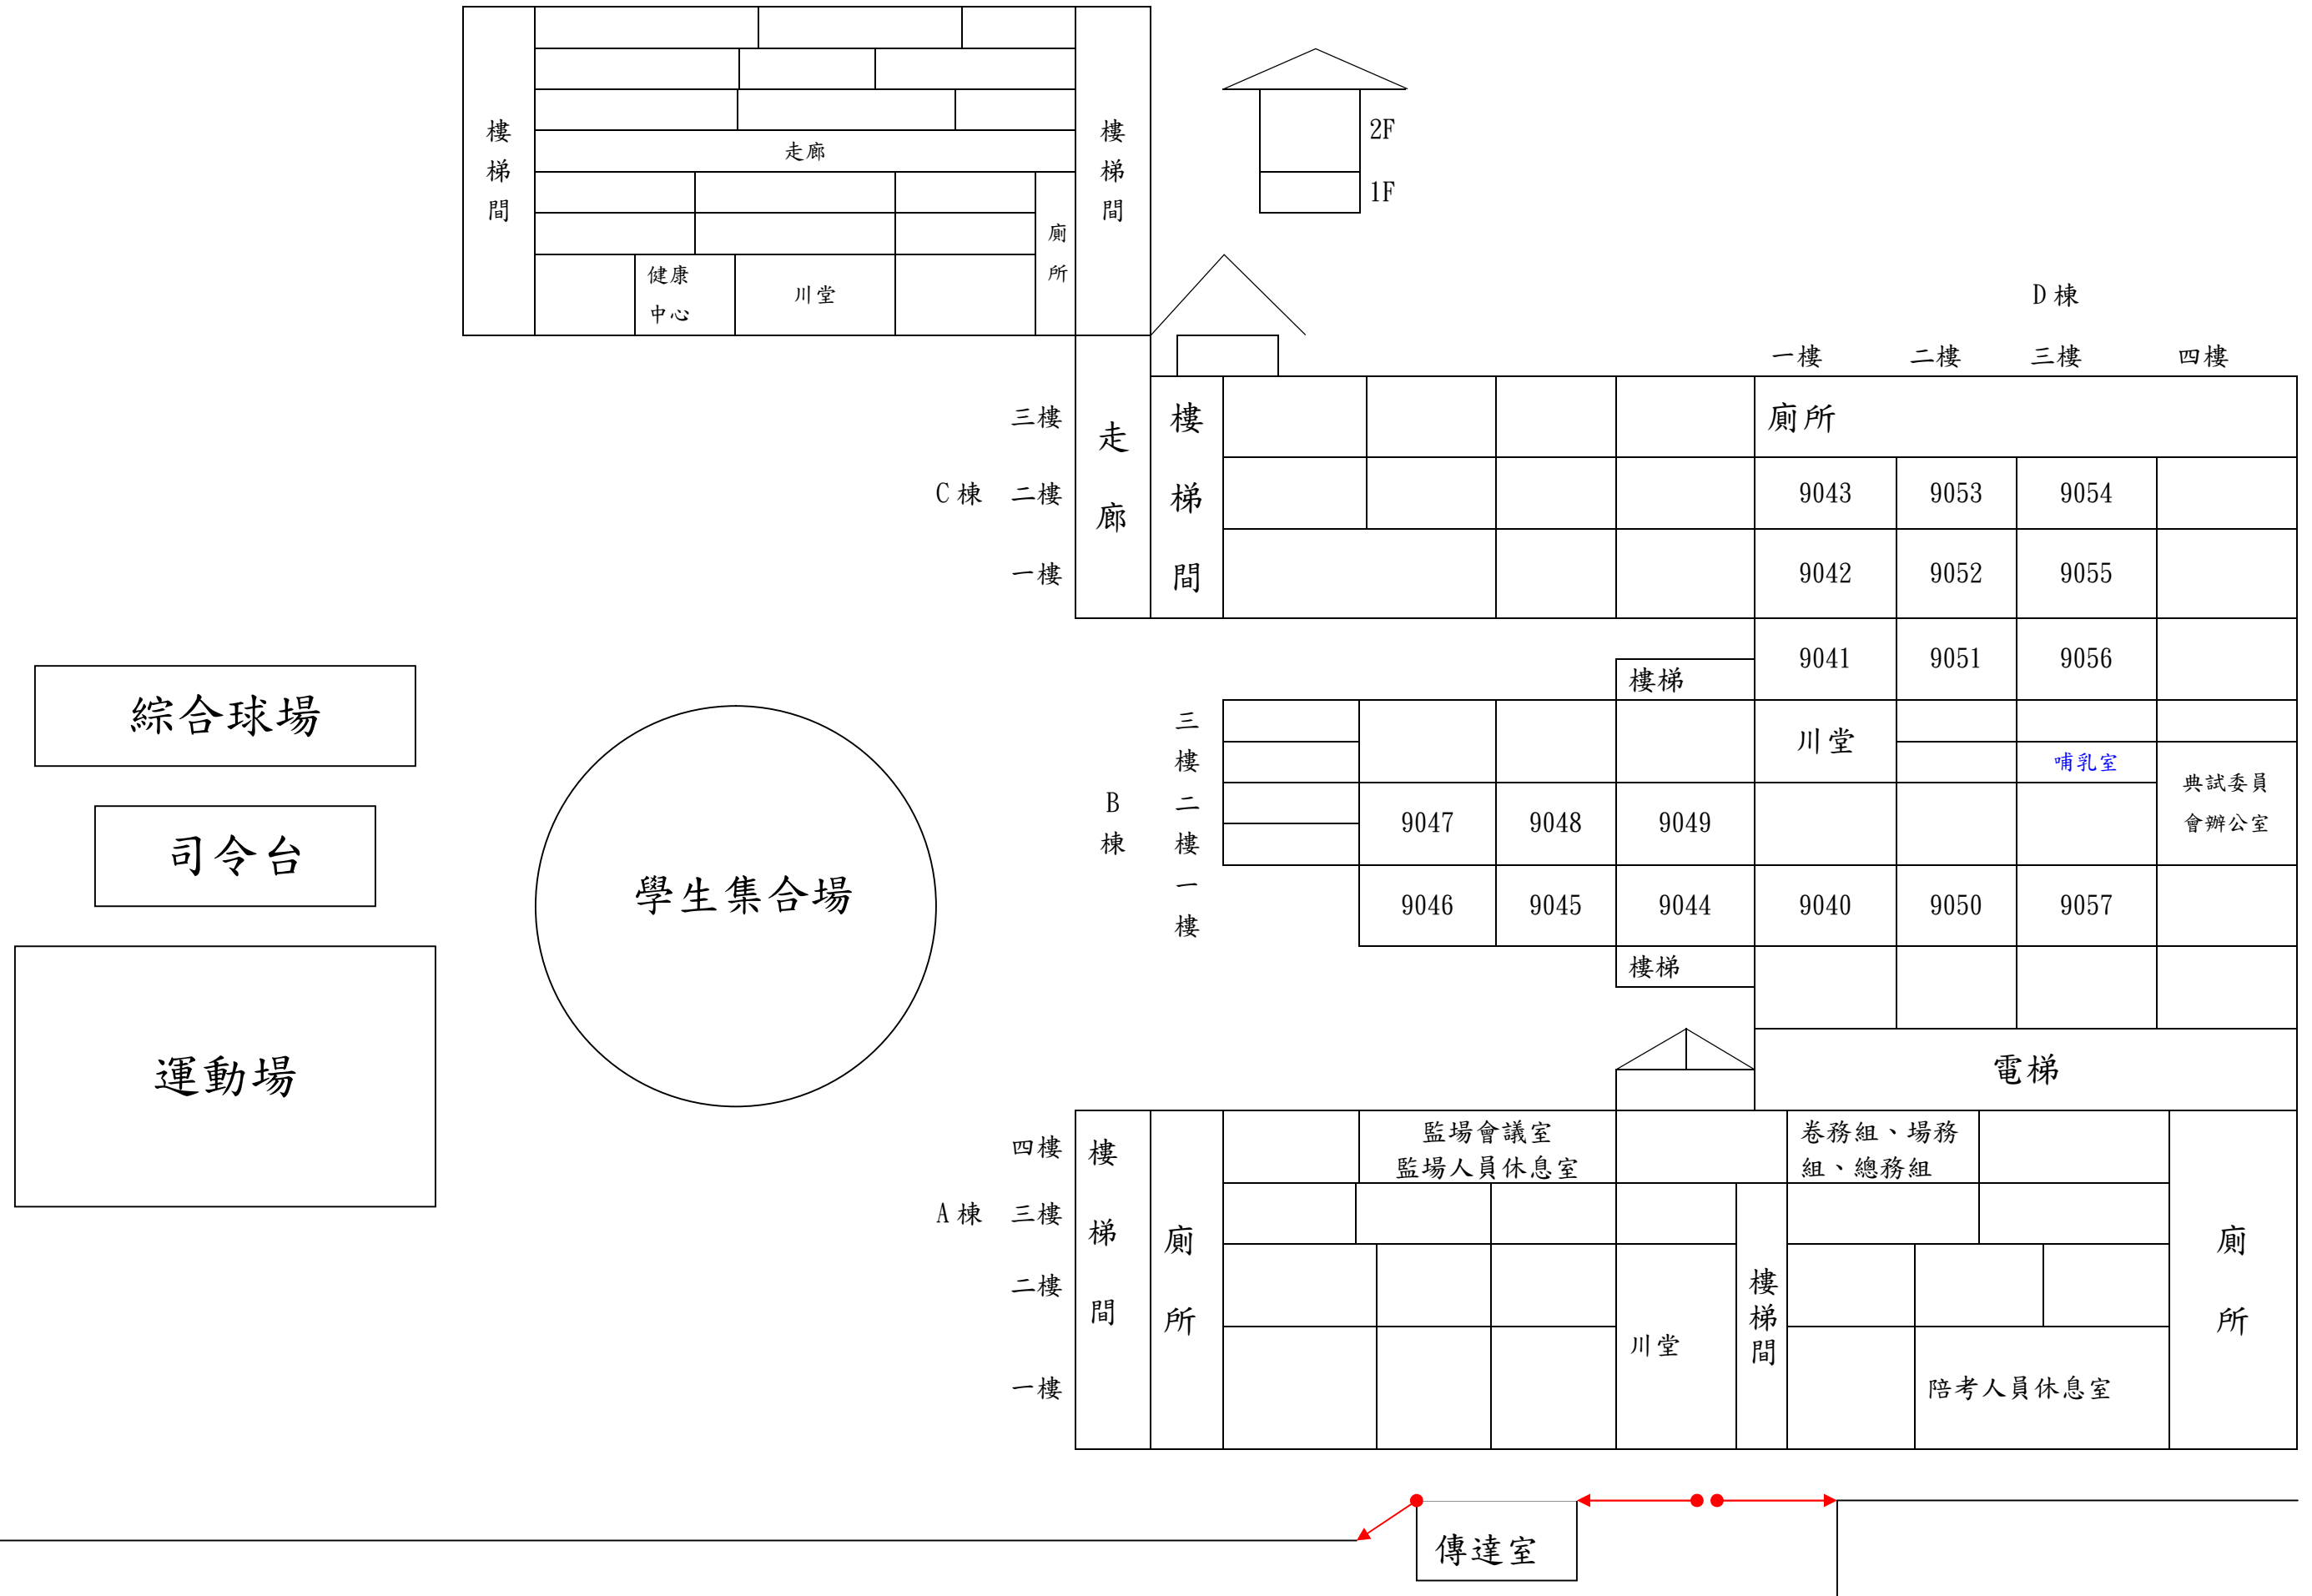 樓梯間
樓梯間
走廊
廁所
健康
中心
川堂
2F
1F
D棟
一樓 二樓 三樓 四樓
C棟
三樓
二樓
一樓
走廊
樓梯間
廁所
9043 9053 9054
9042 9052 9055
9041 9051 9056
綜合球場
司令台
運動場
學生集合場
B棟
三樓
二樓
一樓
樓梯
川堂
哺乳室
典試委員
會辦公室
9047 9048 9049
9046 9045 9044 9040 9050 9057
樓梯
電梯
A棟
四樓
三樓
二樓
一樓
樓梯間
廁所
監場會議室
監場人員休息室
卷務組、場務
組、總務組
川堂
樓梯間
陪考人員休息室
廁所
傳達室